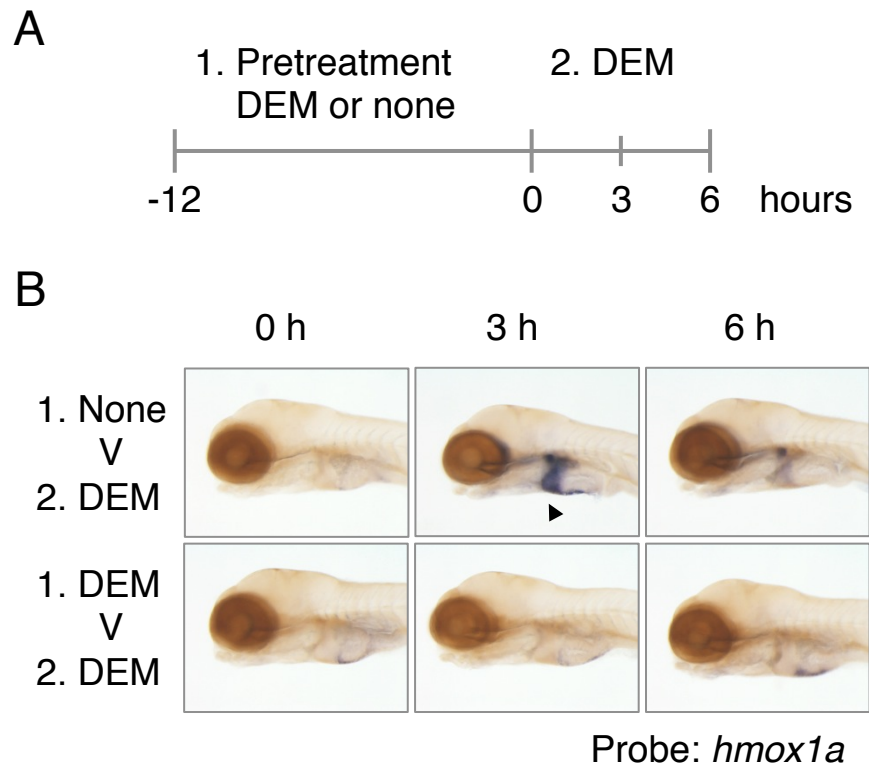 A
1. Pretreatment
DEM or none
2. DEM
-12
0
3
6
hours
B
0 h
3 h
6 h
1. None
V
2. DEM
1. DEM
V
2. DEM
Probe: hmox1a